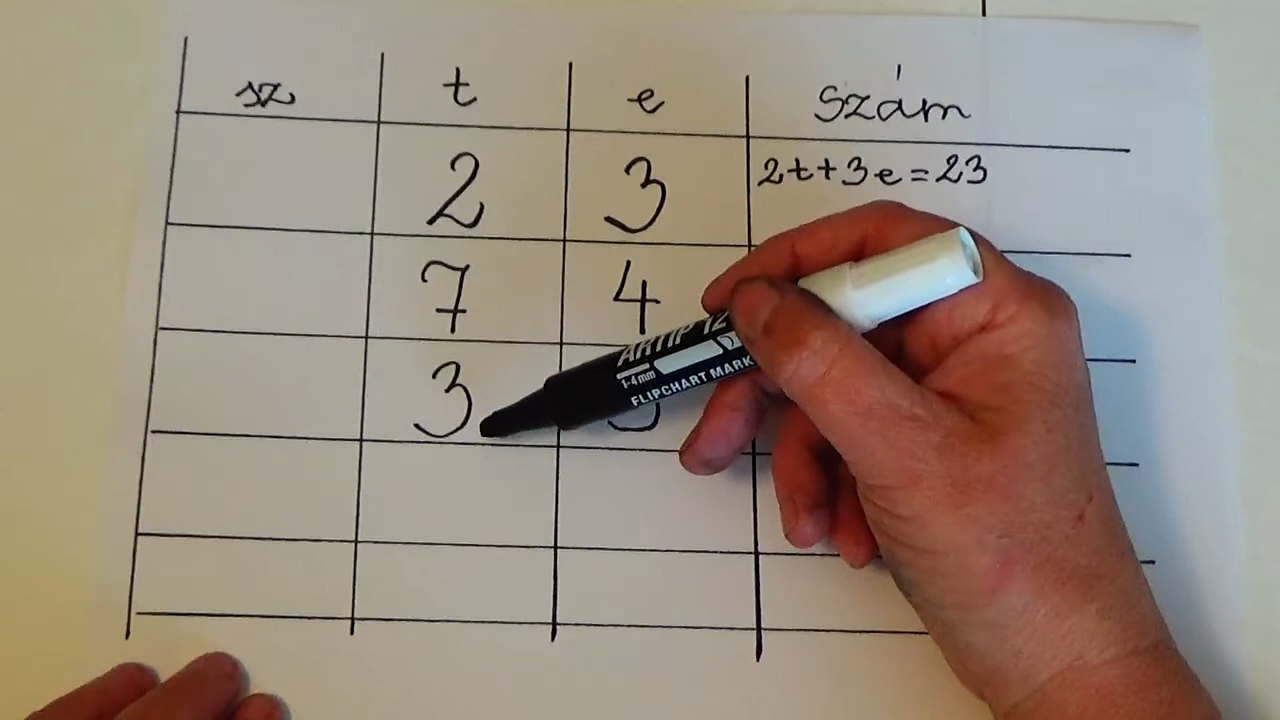 sz t e Szám
2 3 2t+3e=23
7 4
3
ARTIP 12
1-4mm
FLIPCHART MARK